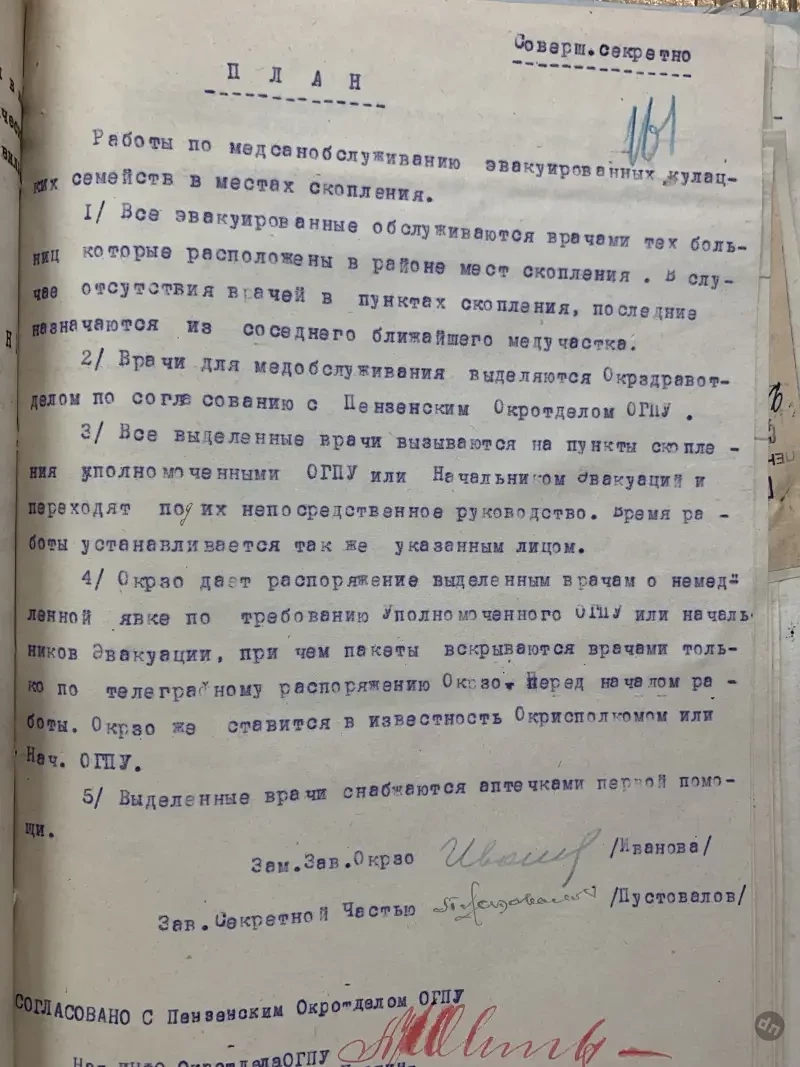 Соверш.секретно
П Л А Н
161
Работы по медсанобслуживанию эвакуированных кулац-
ких семейств в местах скопления.
1/ Все эвакуированные обслуживаются врачами тех боль-
ниц которые расположены в районе мест скопления . В слу-
чае отсутствия врачей в пунктах скопления, последние
назначаются из соседнего ближайшего медучастка.
2/ Врачи для медобслуживания выделяются Окрздравот-
делом по согласованию с Пензенским Окротделом ОГПУ .
3/ Все выделенные врачи вызываются на пункты скопле -
ния уполномоченными ОГПУ или Начальником Эвакуаций и
переходят под их непосредственное руководство. Время ра -
боты устанавливается так же указанным лицом.
4/ Окрзо дает распоряжение выделенным врачам о немед-
ленной явке по требованию Уполномоченного ОГПУ или началь-
ников Эвакуации, при чем пакеты вскрываются врачами толь-
ко по телеграфному распоряжению Окрзо. Перед началом ра -
боты. Окрзо же ставится в известность Окрисполкомом или
Нач. ОГПУ.
5/ Выделенные врачи снабжаются аптечками первой помо-
щи.
Зам.Зав.Окрзо /Иванова/
Зав.Секретной Частью /Пустовалов/
СОГЛАСОВАНО С Пензенским Окротделом ОГПУ
ОкротделаОГПУ